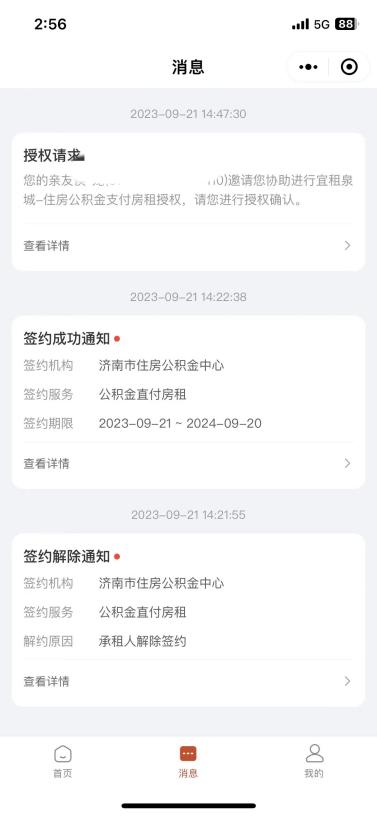 2:56
5G
88
消息
2023-09-21 14:47:30
授权请求
您的亲友
邀请您协助进行宜租泉
城-住房公积金支付房租授权，请您进行授权确认。
查看详情
2023-09-21 14:22:38
签约成功通知
签约机构 济南市住房公积金中心
签约服务 公积金直付房租
签约期限 2023-09-21 ~ 2024-09-20
查看详情
2023-09-21 14:21:55
签约解除通知
签约机构 济南市住房公积金中心
签约服务 公积金直付房租
解约原因 承租人解除签约
查看详情
首页
消息
我的